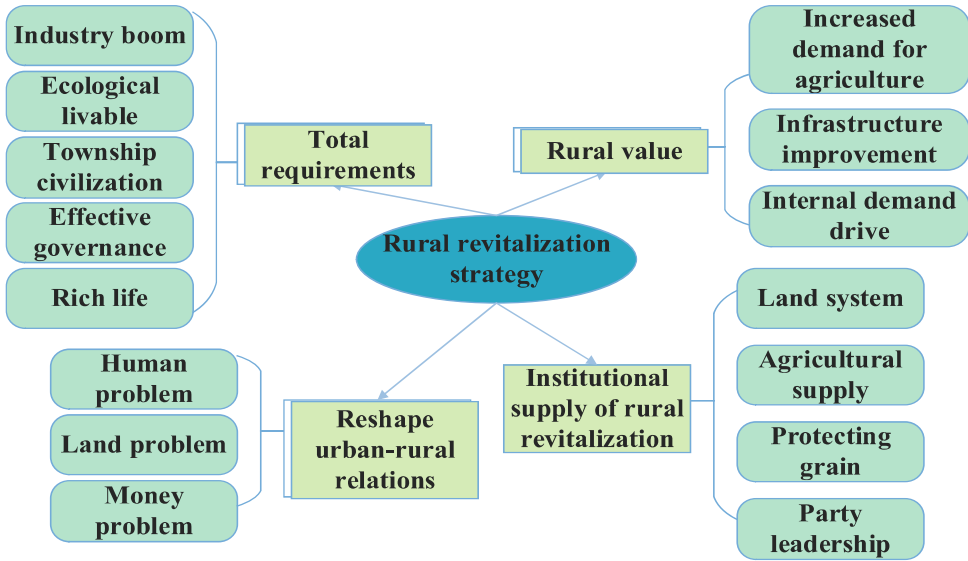 Industry boom
Ecological
livable
Township
civilization
Effective
governance
Rich life
Total
requirements
Rural value
Increased
demand for
agriculture
Infrastructure
improvement
Internal demand
drive
Rural revitalization
strategy
Human
problem
Land problem
Money
problem
Reshape
urban-rural
relations
Institutional
supply of rural
revitalization
Land system
Agricultural
supply
Protecting
grain
Party
leadership